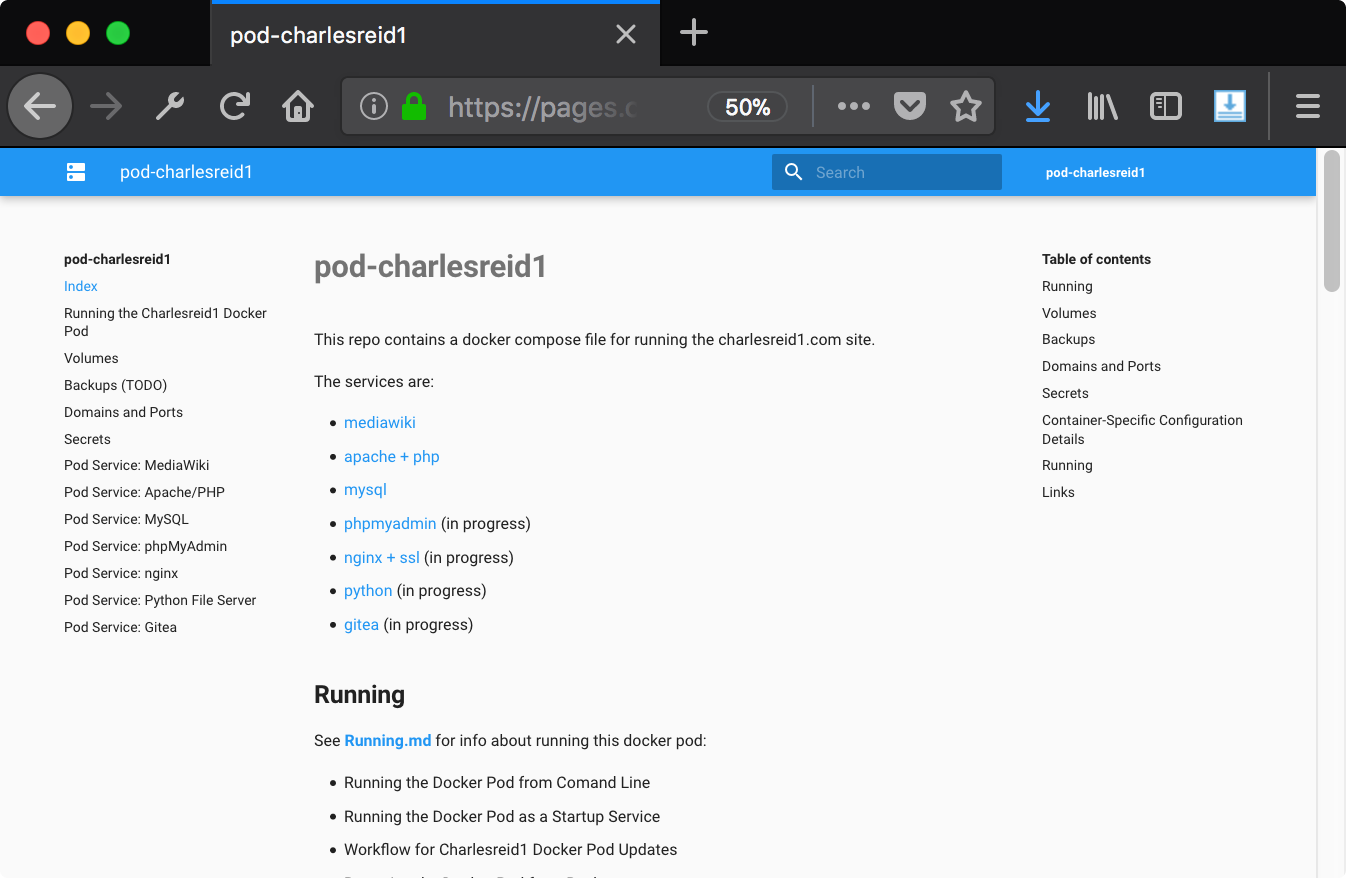 pod-charlesreid1
https://pages.
50%
pod-charlesreid1
Search
pod-charlesreid1
pod-charlesreid1
Index
Running the Charlesreid1 Docker
Pod
Volumes
Backups (TODO)
Domains and Ports
Secrets
Pod Service: MediaWiki
Pod Service: Apache/PHP
Pod Service: MySQL
Pod Service: phpMyAdmin
Pod Service: nginx
Pod Service: Python File Server
Pod Service: Gitea
pod-charlesreid1
This repo contains a docker compose file for running the charlesreid1.com site.
The services are:
mediawiki
apache + php
mysql
phpmyadmin (in progress)
nginx + ssl (in progress)
python (in progress)
gitea (in progress)
Running
See Running.md for info about running this docker pod:
Running the Docker Pod from Comand Line
Running the Docker Pod as a Startup Service
Workflow for Charlesreid1 Docker Pod Updates
Table of contents
Running
Volumes
Backups
Domains and Ports
Secrets
Container-Specific Configuration
Details
Running
Links